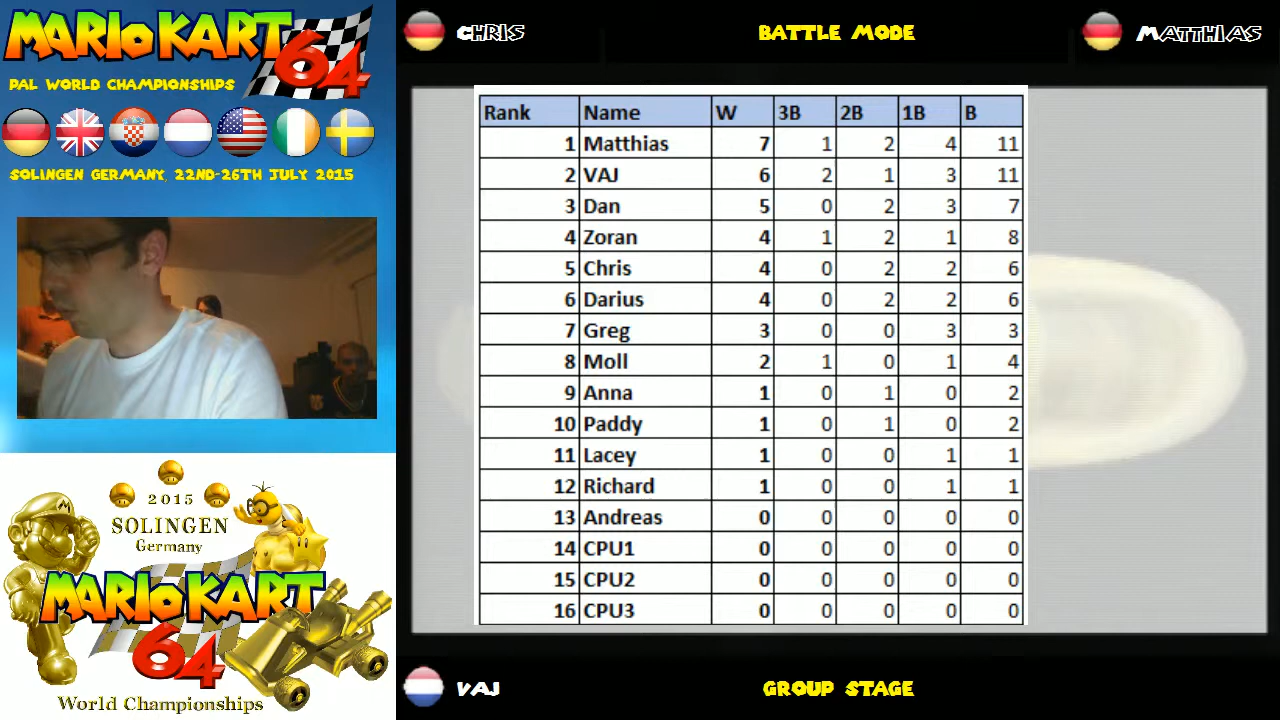 MARIO KART 64
PAL WORLD CHAMPIONSHIPS
SOLINGEN GERMANY, 22ND-26TH JULY 2015
2015
SOLINGEN
Germany
MARIO KART
64
World Championships
CHRIS BATTLE MODE MATTHIAS
Rank Name W 3B 2B 1B B
1 Matthias 7 1 2 4 11
2 VAJ 6 2 1 3 11
3 Dan 5 0 2 3 7
4 Zoran 4 1 2 1 8
5 Chris 4 0 2 2 6
6 Darius 4 0 2 2 6
7 Greg 3 0 0 3 3
8 Moll 2 1 0 1 4
9 Anna 1 0 1 0 2
10 Paddy 1 0 1 0 2
11 Lacey 1 0 0 1 1
12 Richard 1 0 0 1 1
13 Andreas 0 0 0 0 0
14 CPU1 0 0 0 0 0
15 CPU2 0 0 0 0 0
16 CPU3 0 0 0 0 0
VAJ GROUP STAGE